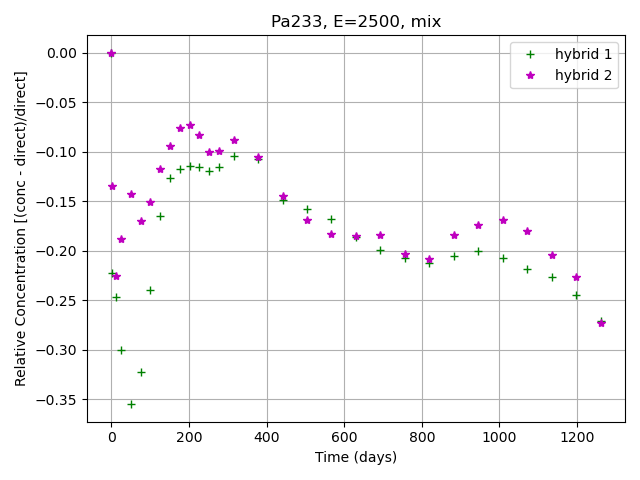 Pa233, E=2500, mix
hybrid 1
hybrid 2
Relative Concentration [(conc - direct)/direct]
0.00
−0.05
−0.10
−0.15
−0.20
−0.25
−0.30
−0.35
0 200 400 600 800 1000 1200
Time (days)